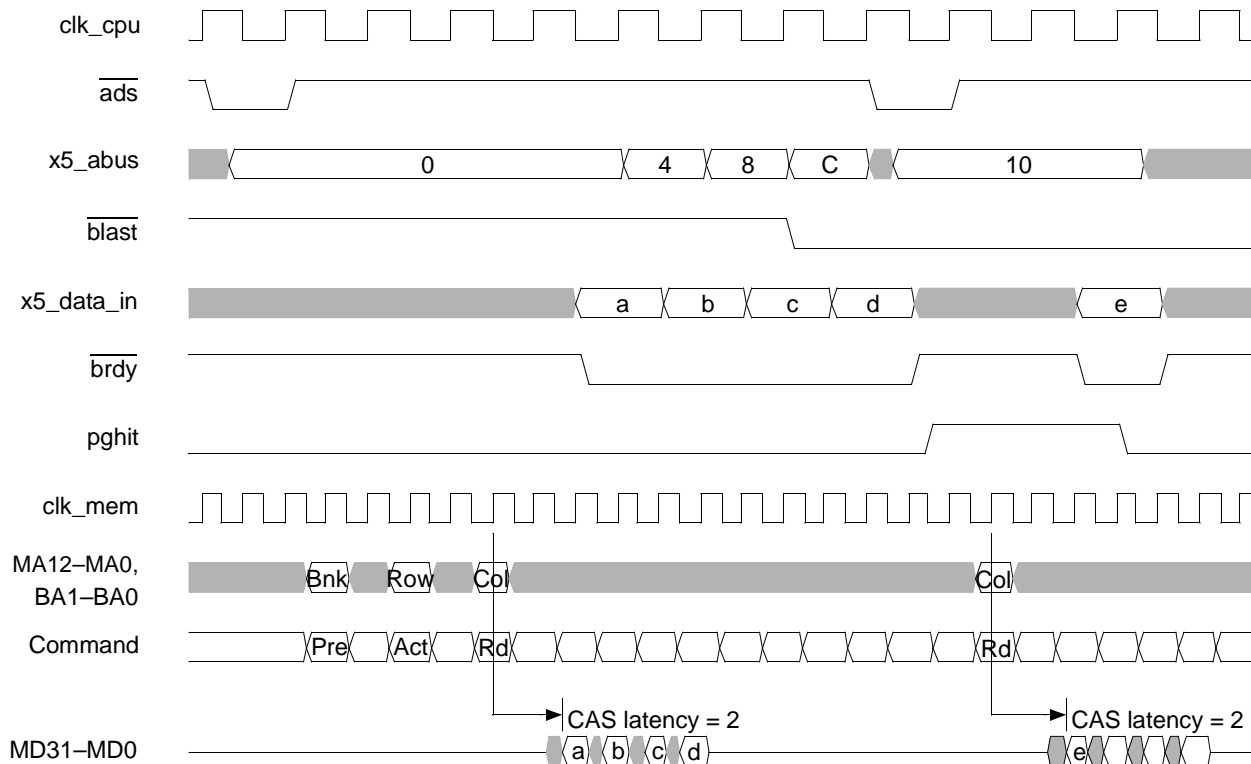 clk_cpu
ads
x5_abus
0 4 8 C 10
blast
x5_data_in
a b c d e
brdy
pghit
clk_mem
MA12–MA0,
BA1–BA0
Bnk Row Col Col
Command
Pre Act Rd Rd
CAS latency = 2 CAS latency = 2
MD31–MD0
a b c d e